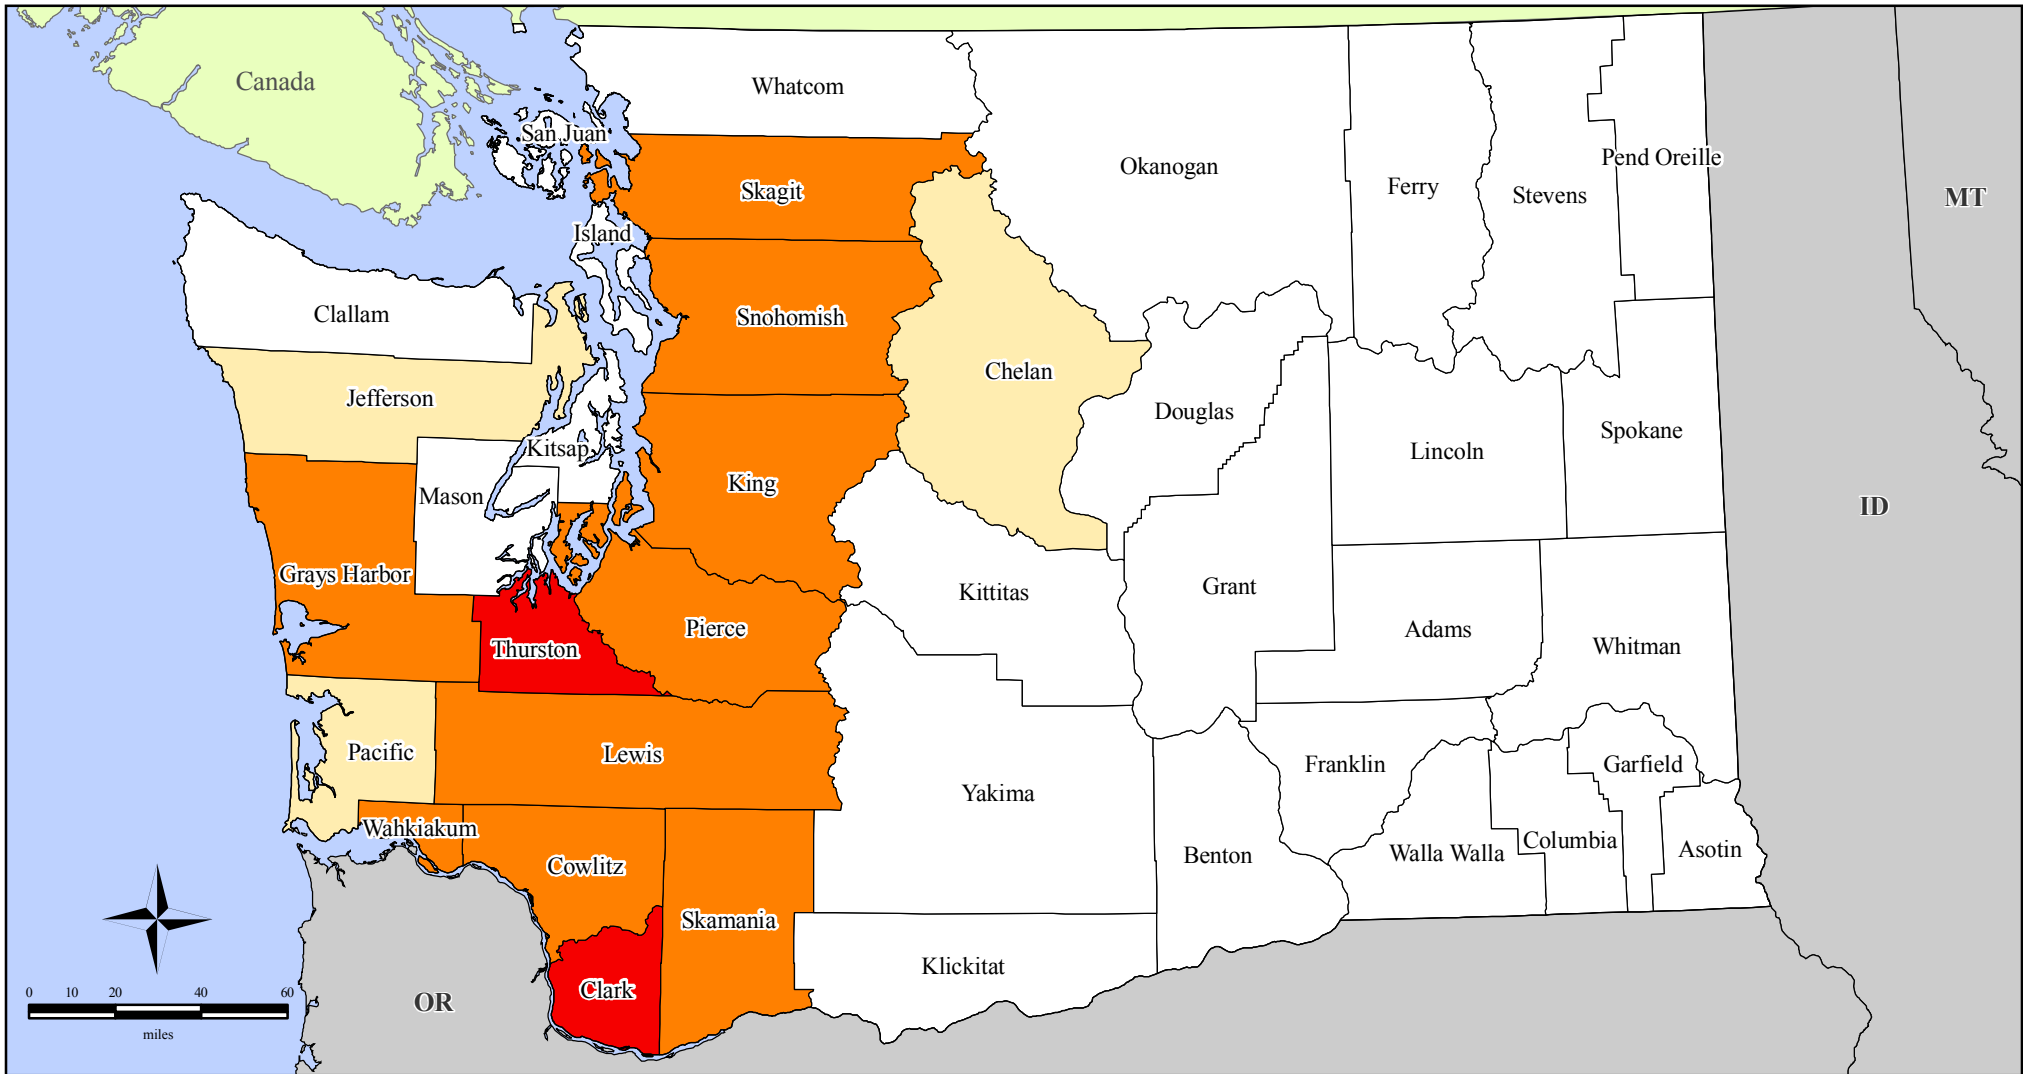 Canada
Whatcom
San Juan
Okanogan
Pend Oreille
Ferry
Stevens
MT
Skagit
Island
Clallam
Snohomish
Chelan
Jefferson
Douglas
Spokane
Lincoln
Kitsap
King
Mason
ID
Grays Harbor
Kittitas
Grant
Pierce
Adams
Thurston
Whitman
Pacific
Lewis
Franklin
Garfield
Yakima
Wahkiakum
Cowlitz
Benton
Walla Walla
Columbia
Asotin
Skamania
Klickitat
Clark
OR
0 10 20 40 60
miles